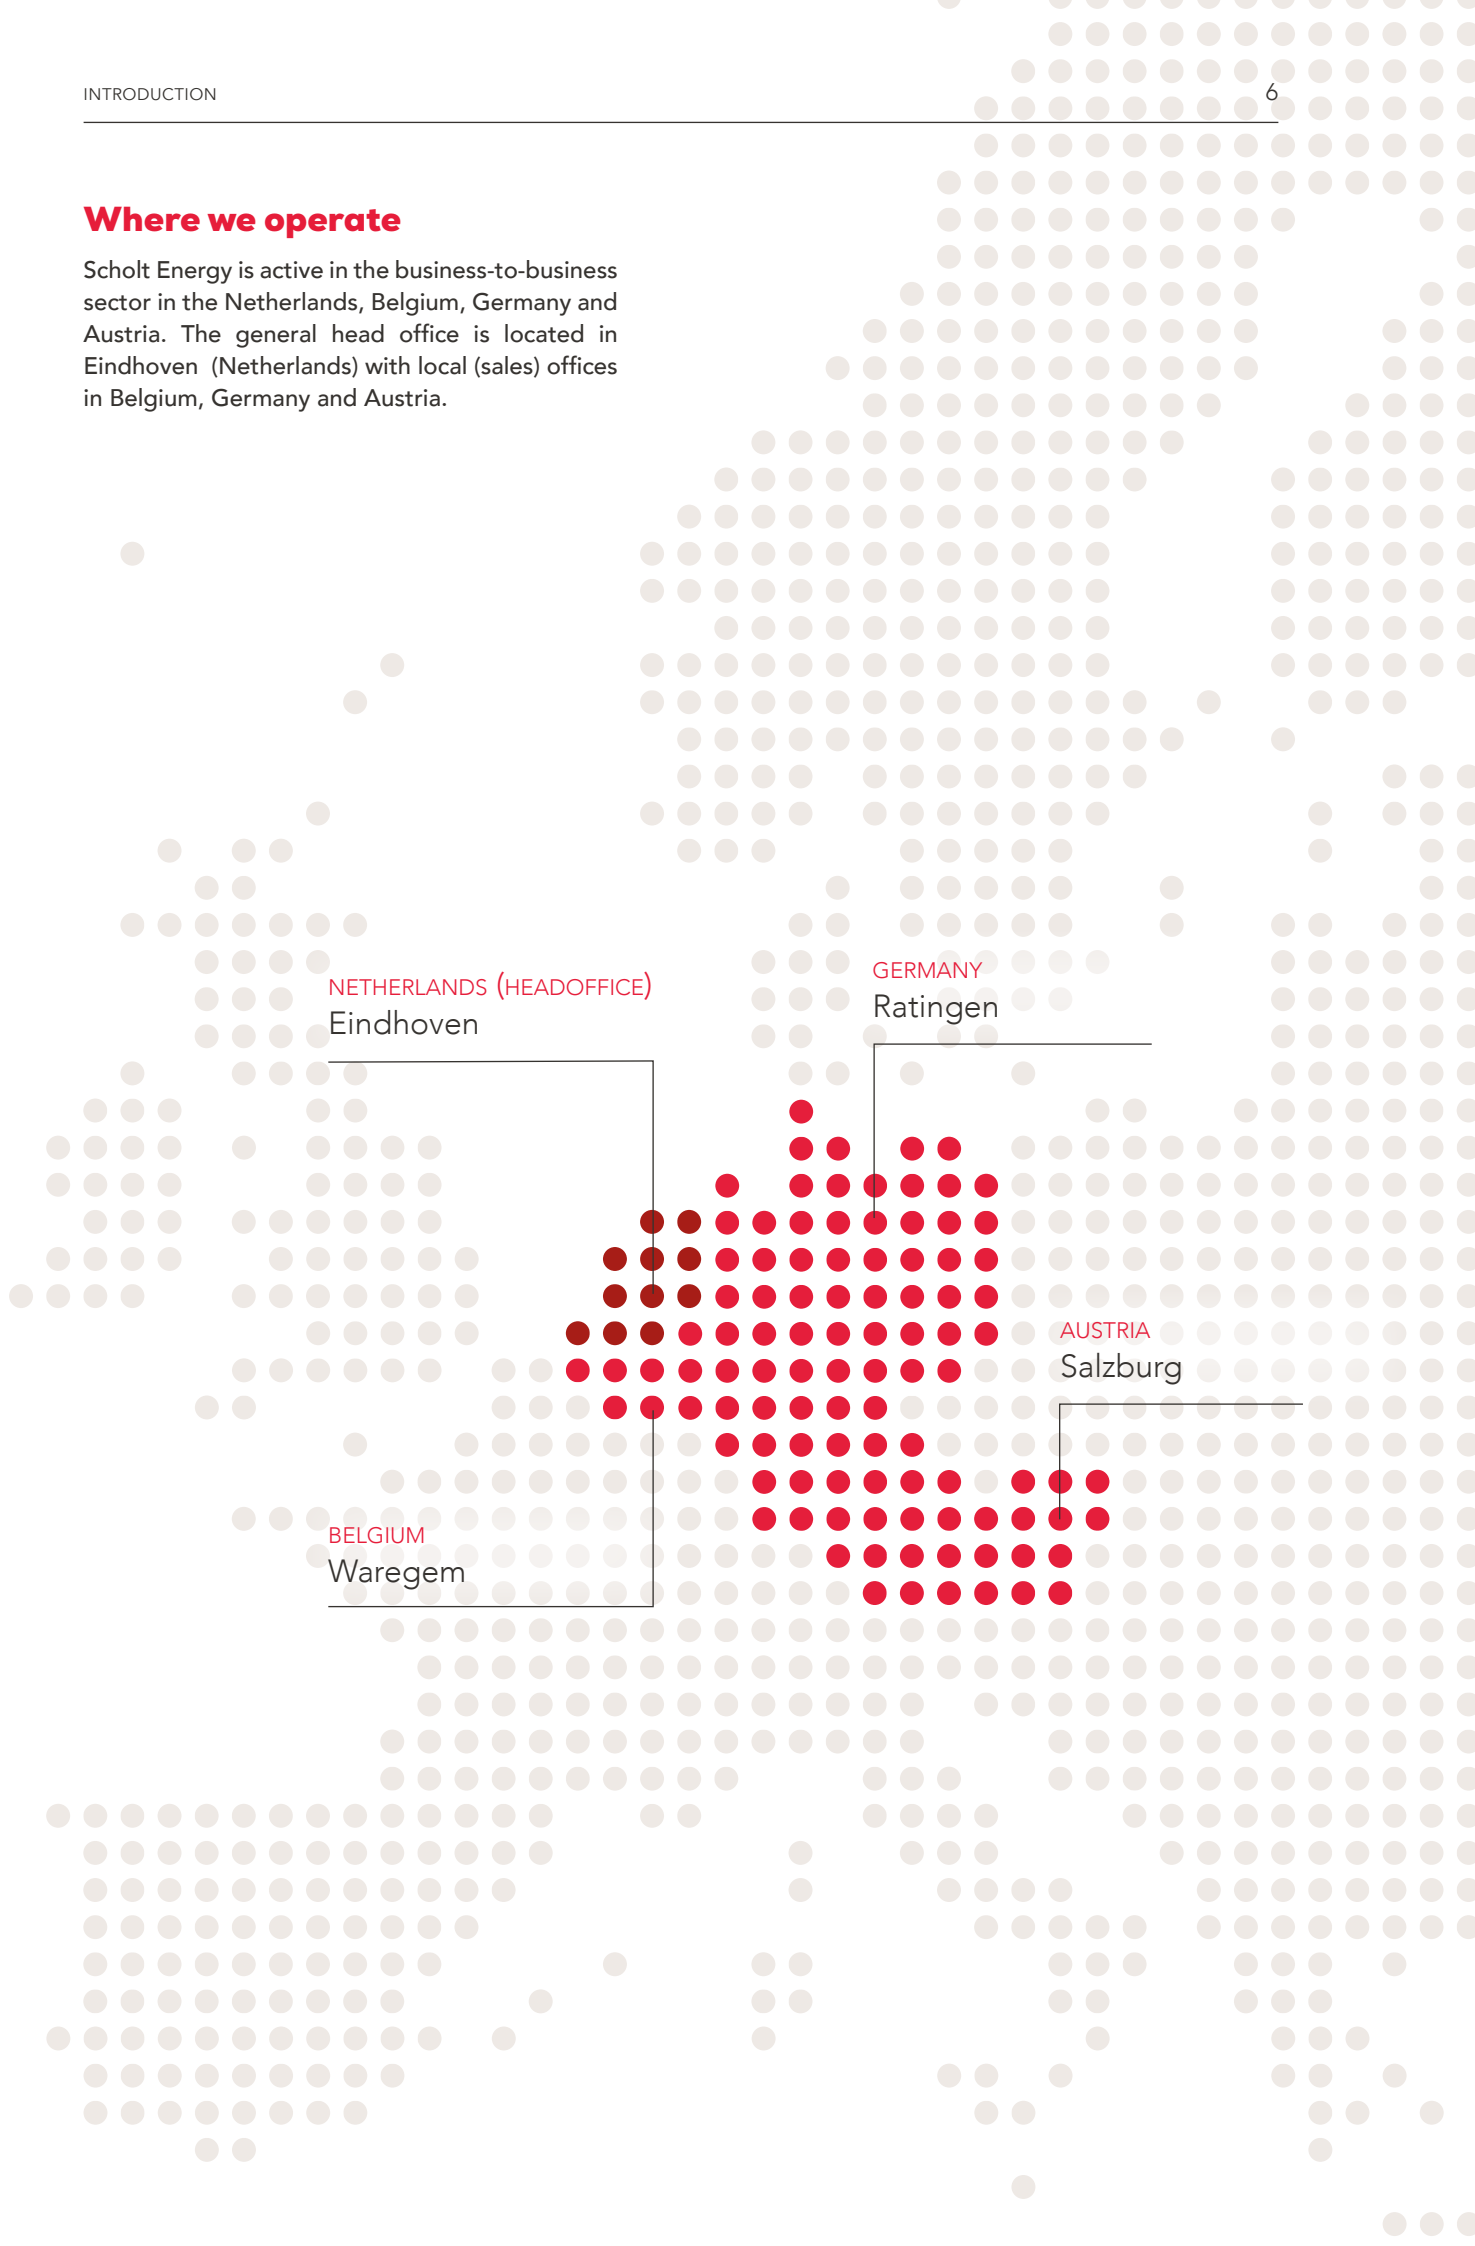 INTRODUCTION
6
Where we operate
Scholt Energy is active in the business-to-business
sector in the Netherlands, Belgium, Germany and
Austria. The general head office is located in
Eindhoven (Netherlands) with local (sales) offices
in Belgium, Germany and Austria.
GERMANY
Ratingen
NETHERLANDS (HEADOFFICE)
Eindhoven
AUSTRIA
Salzburg
BELGIUM
Waregem